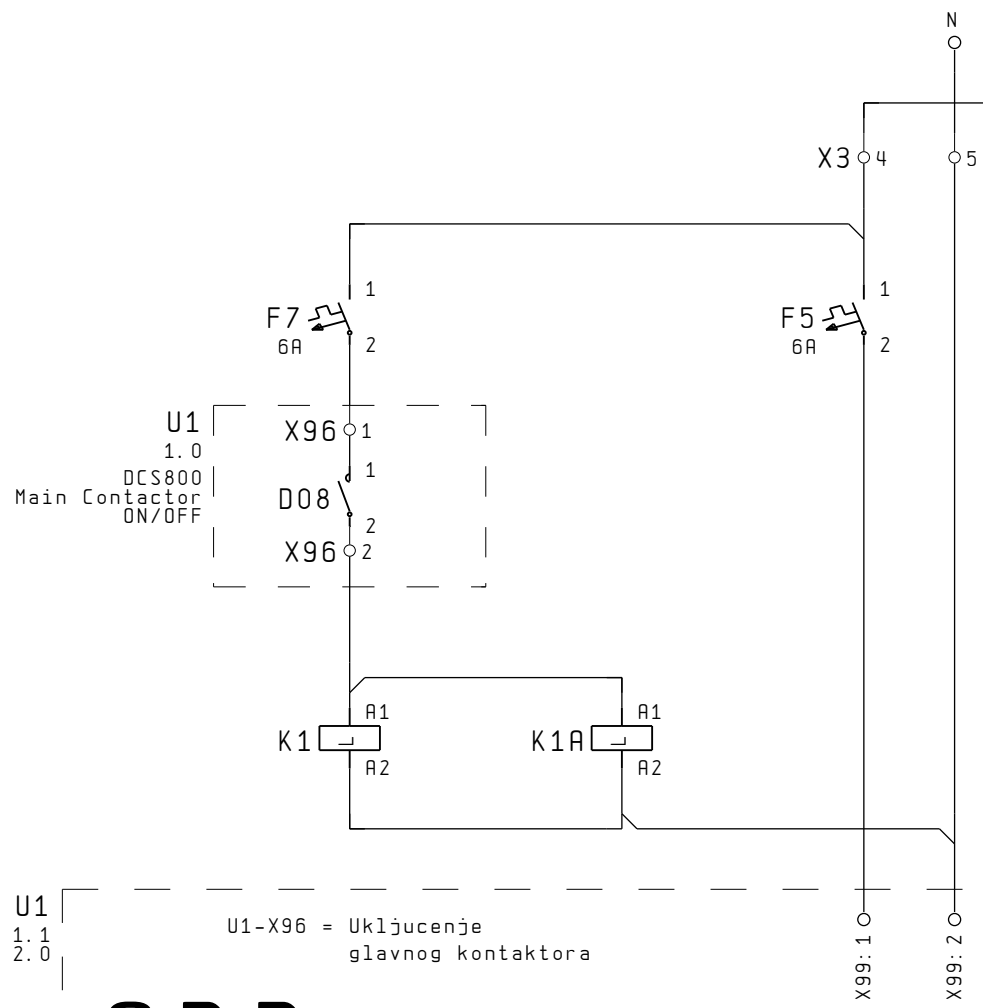 N
X3 4 5
F7 1
6A 2
F5 1
6A 2
U1
1.0
DCS800
Main Contactor
ON/OFF
X96 1
1
DO8
2
X96 2
K1 A1
A2
K1A A1
A2
U1
1.1
2.0
U1-X96 = Ukljucenje
glavnog kontaktora
X99:1
X99:2